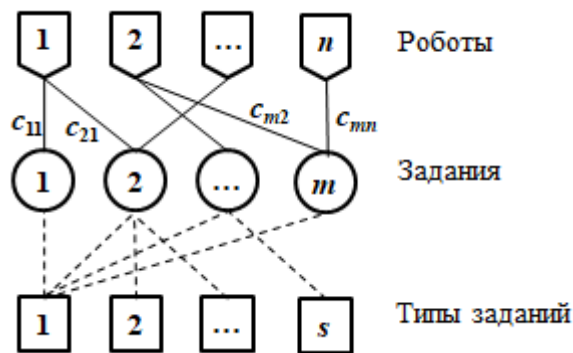 1 2 ... n Роботы
c11 c21 cm2 cmn
1 2 ... m Задания
1 2 ... s Типы заданий